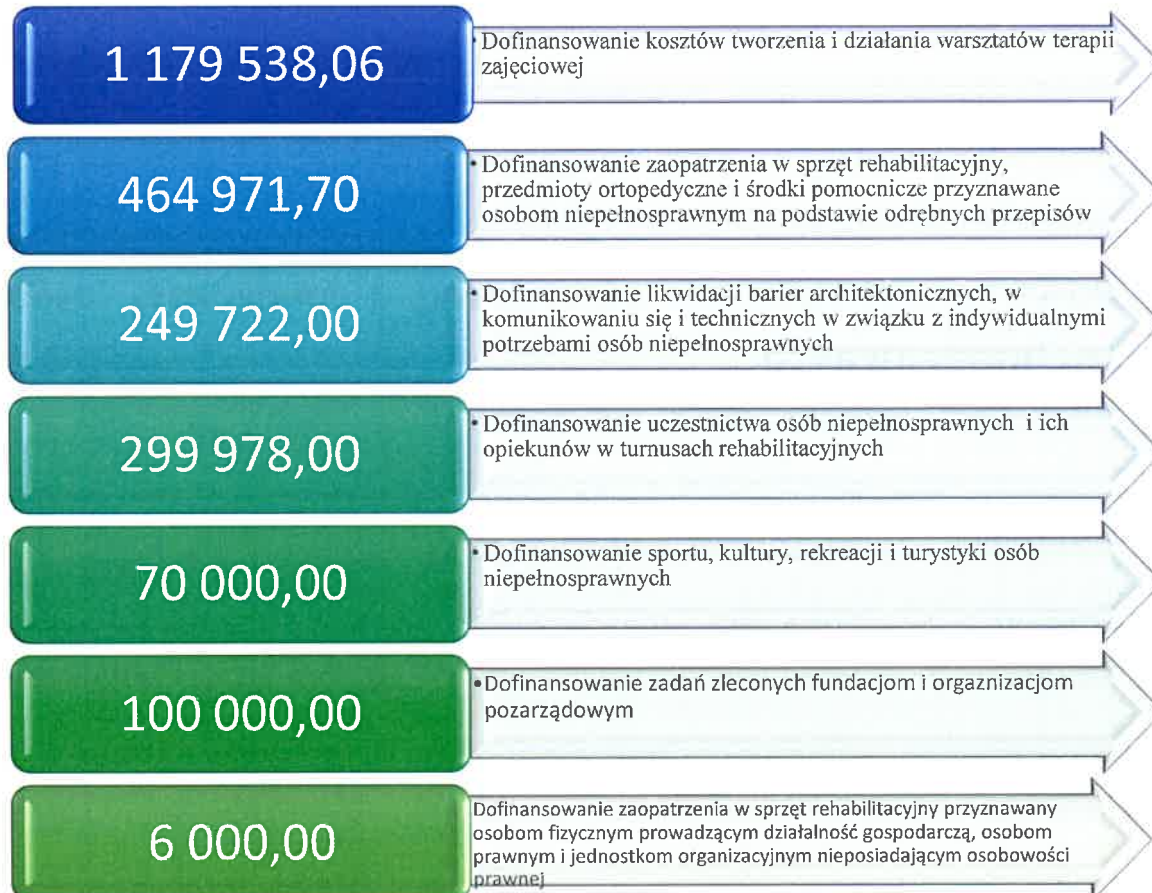 1 179 538,06
• Dofinansowanie kosztów tworzenia i działania warsztatów terapii
zajęciowej
464 971,70
• Dofinansowanie zaopatrzenia w sprzęt rehabilitacyjny,
przedmioty ortopedyczne i środki pomocnicze przyznawane
osobom niepełnosprawnym na podstawie odrębnych przepisów
249 722,00
• Dofinansowanie likwidacji barier architektonicznych, w
komunikowaniu się i technicznych w związku z indywidualnymi
potrzebami osób niepełnosprawnych
299 978,00
• Dofinansowanie uczestnictwa osób niepełnosprawnych i ich
opiekunów w turnusach rehabilitacyjnych
70 000,00
• Dofinansowanie sportu, kultury, rekreacji i turystyki osób
niepełnosprawnych
100 000,00
• Dofinansowanie zadań zleconych fundacjom i orgaznizacjom
pozarządowym
6 000,00
Dofinansowanie zaopatrzenia w sprzęt rehabilitacyjny przyznawany
osobom fizycznym prowadzącym działalność gospodarczą, osobom
prawnym i jednostkom organizacyjnym nieposiadającym osobowości
prawnej